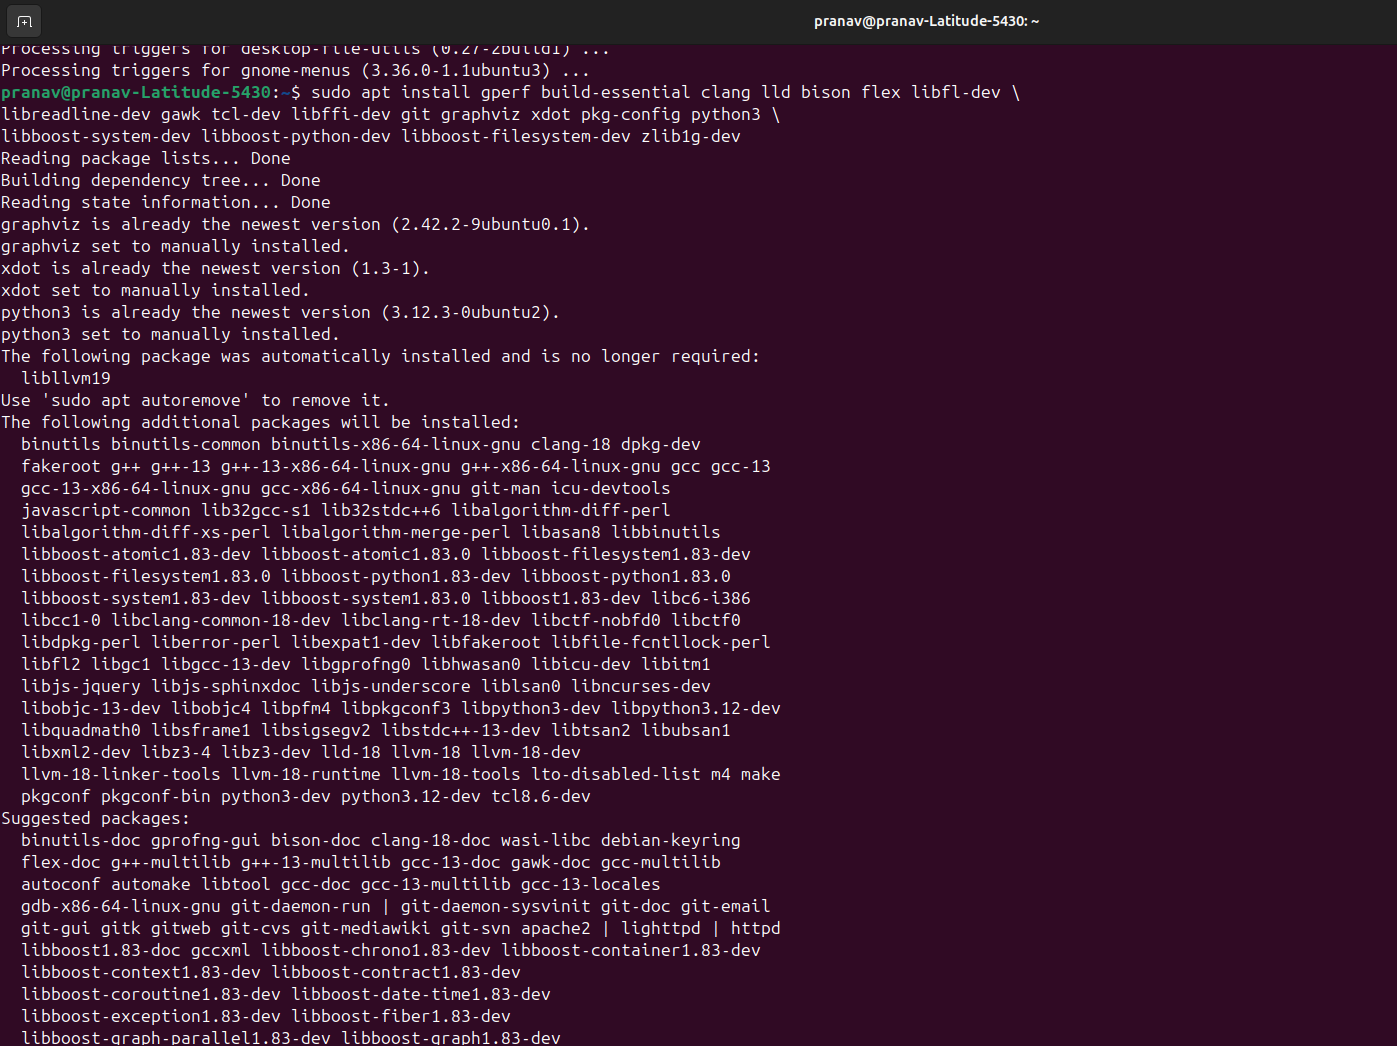 pranav@pranav-Latitude-5430: ~
Processing triggers for desktop-file-utils (0.27-2build1) ...
Processing triggers for gnome-menus (3.36.0-1.1ubuntu3) ...
pranav@pranav-Latitude-5430:~$ sudo apt install gperf build-essential clang lld bison flex libfl-dev \
libreadline-dev gawk tcl-dev libffi-dev git graphviz xdot pkg-config python3 \
libboost-system-dev libboost-python-dev libboost-filesystem-dev zlib1g-dev
Reading package lists... Done
Building dependency tree... Done
Reading state information... Done
graphviz is already the newest version (2.42.2-9ubuntu0.1).
graphviz set to manually installed.
xdot is already the newest version (1.3-1).
xdot set to manually installed.
python3 is already the newest version (3.12.3-0ubuntu2).
python3 set to manually installed.
The following package was automatically installed and is no longer required:
  libllvm19
Use 'sudo apt autoremove' to remove it.
The following additional packages will be installed:
  binutils binutils-common binutils-x86-64-linux-gnu clang-18 dpkg-dev
  fakeroot g++ g++-13 g++-13-x86-64-linux-gnu g++-x86-64-linux-gnu gcc gcc-13
  gcc-13-x86-64-linux-gnu gcc-x86-64-linux-gnu git-man icu-devtools
  javascript-common lib32gcc-s1 lib32stdc++6 libalgorithm-diff-perl
  libalgorithm-diff-xs-perl libalgorithm-merge-perl libasan8 libbinutils
  libboost-atomic1.83-dev libboost-atomic1.83.0 libboost-filesystem1.83-dev
  libboost-filesystem1.83.0 libboost-python1.83-dev libboost-python1.83.0
  libboost-system1.83-dev libboost-system1.83.0 libboost1.83-dev libc6-i386
  libcc1-0 libclang-common-18-dev libclang-rt-18-dev libctf-nobfd0 libctf0
  libdpkg-perl liberror-perl libexpat1-dev libfakeroot libfile-fcntllock-perl
  libfl2 libgc1 libgcc-13-dev libgprofng0 libhwasan0 libicu-dev libitm1
  libjs-jquery libjs-sphinxdoc libjs-underscore liblsan0 libncurses-dev
  libobjc-13-dev libobjc4 libpfm4 libpkgconf3 libpython3-dev libpython3.12-dev
  libquadmath0 libsframe1 libsigsegv2 libstdc++-13-dev libtsan2 libubsan1
  libxml2-dev libz3-4 libz3-dev lld-18 llvm-18 llvm-18-dev
  llvm-18-linker-tools llvm-18-runtime llvm-18-tools lto-disabled-list m4 make
  pkgconf pkgconf-bin python3-dev python3.12-dev tcl8.6-dev
Suggested packages:
  binutils-doc gprofng-gui bison-doc clang-18-doc wasi-libc debian-keyring
  flex-doc g++-multilib g++-13-multilib gcc-13-doc gawk-doc gcc-multilib
  autoconf automake libtool gcc-doc gcc-13-multilib gcc-13-locales
  gdb-x86-64-linux-gnu git-daemon-run | git-daemon-sysvinit git-doc git-email
  git-gui gitk gitweb git-cvs git-mediawiki git-svn apache2 | lighttpd | httpd
  libboost1.83-doc gccxml libboost-chrono1.83-dev libboost-container1.83-dev
  libboost-context1.83-dev libboost-contract1.83-dev
  libboost-coroutine1.83-dev libboost-date-time1.83-dev
  libboost-exception1.83-dev libboost-fiber1.83-dev
  libboost-graph-parallel1.83-dev libboost-graph1.83-dev